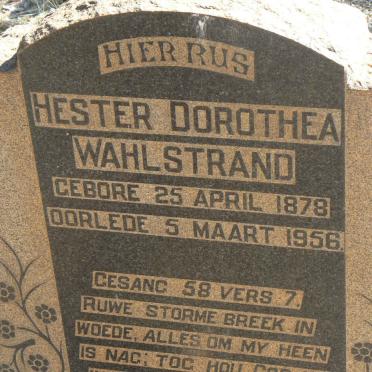 HIER RUS
HESTER DOROTHEA
WAHLSTRAND
GEBORE 25 APRIL 1878
OORLEDE 5 MAART 1956.
GESANG 58 VERS 7.
RUWE STORME BREEK IN
WOEDE, ALLES OM MY HEEN
IS NAG; TOG HOU GOD